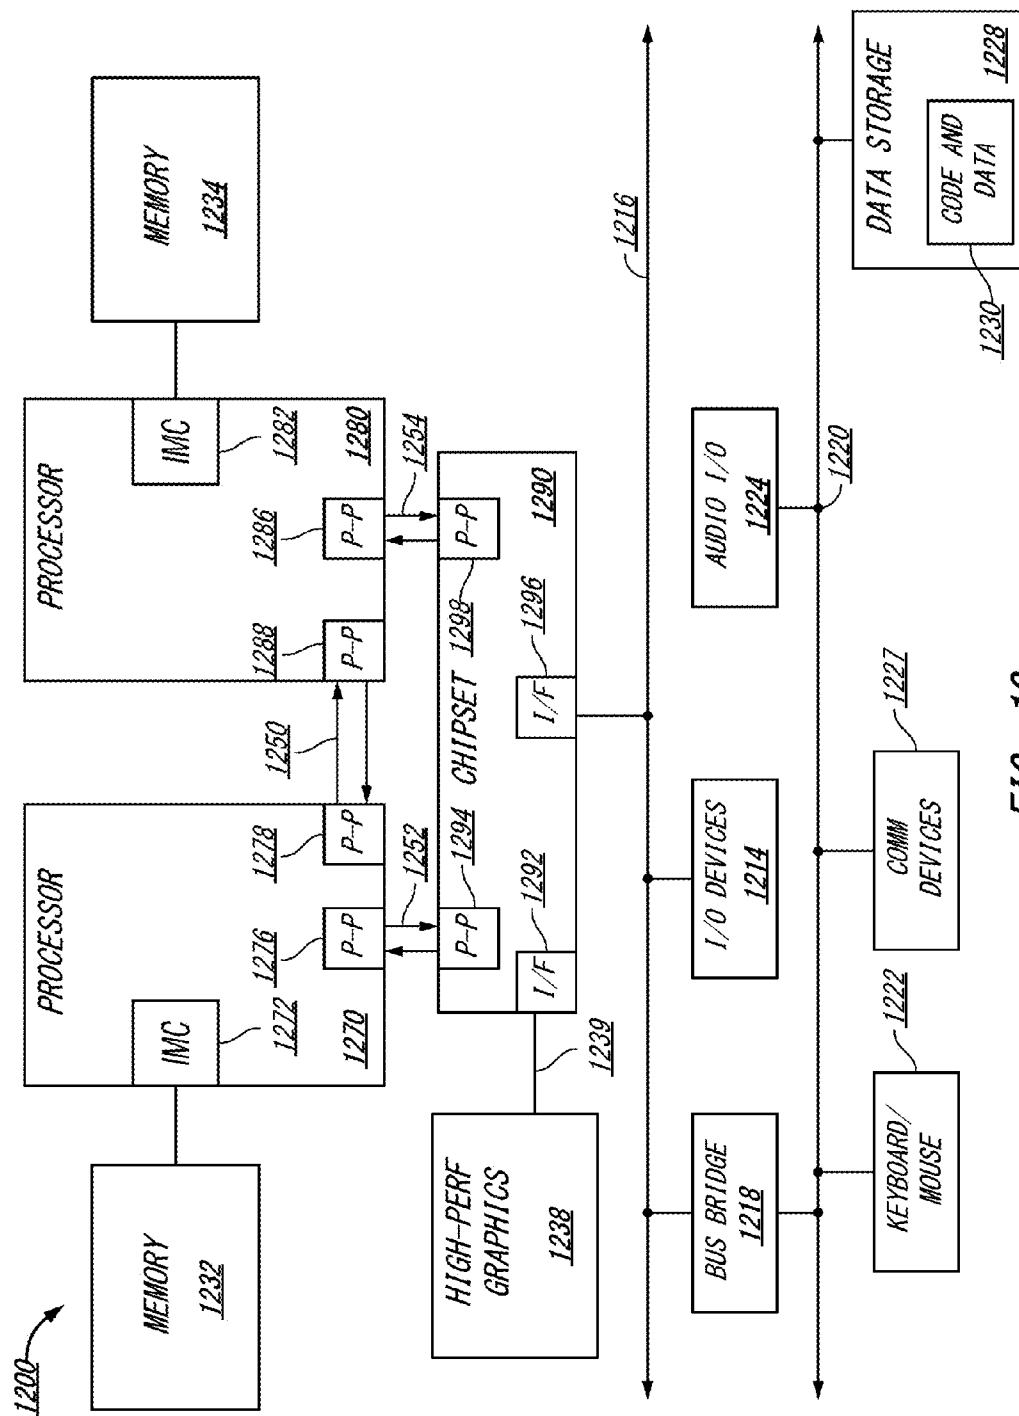 1200
MEMORY
1232
PROCESSOR
IMC
1272
1270
P-P
1276
P-P
1278
1250
PROCESSOR
P-P
1288
P-P
1286
IMC
1282
1280
MEMORY
1234
1252
1254
HIGH-PERF
GRAPHICS
1238
1239
CHIPSET
P-P
1294
P-P
1298
I/F
1292
I/F
1296
1290
1216
BUS BRIDGE
1218
I/O DEVICES
1214
AUDIO I/O
1224
1220
KEYBOARD/
MOUSE
1222
COMM
DEVICES
1227
DATA STORAGE
1228
CODE AND
DATA
1230